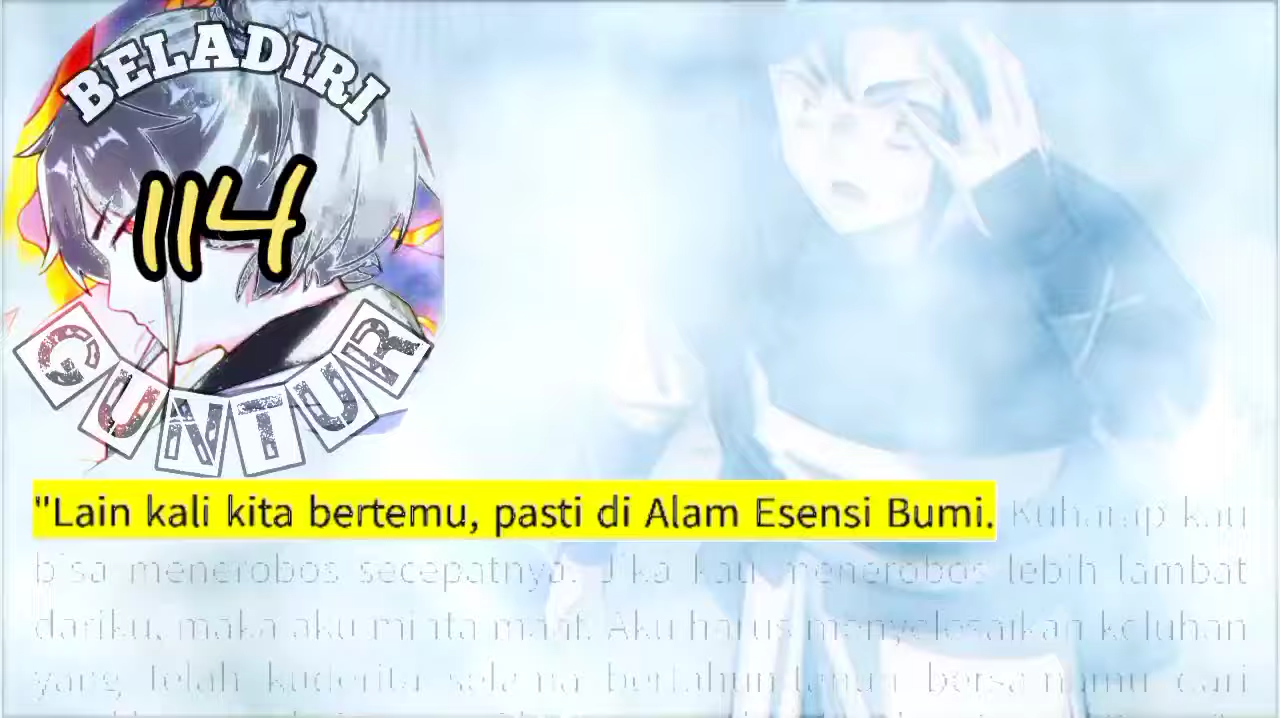 BELADIRI
114
GUNTUR
"Lain kali kita bertemu, pasti di Alam Esensi Bumi. Kuharap kau
bisa menerobos secepatnya. Jika kau menerobos lebih lambat
dariku, maka aku minta maaf. Aku harus menyelesaikan keluhan
yang telah kuderita selama bertahun-tahun bersamamu dari